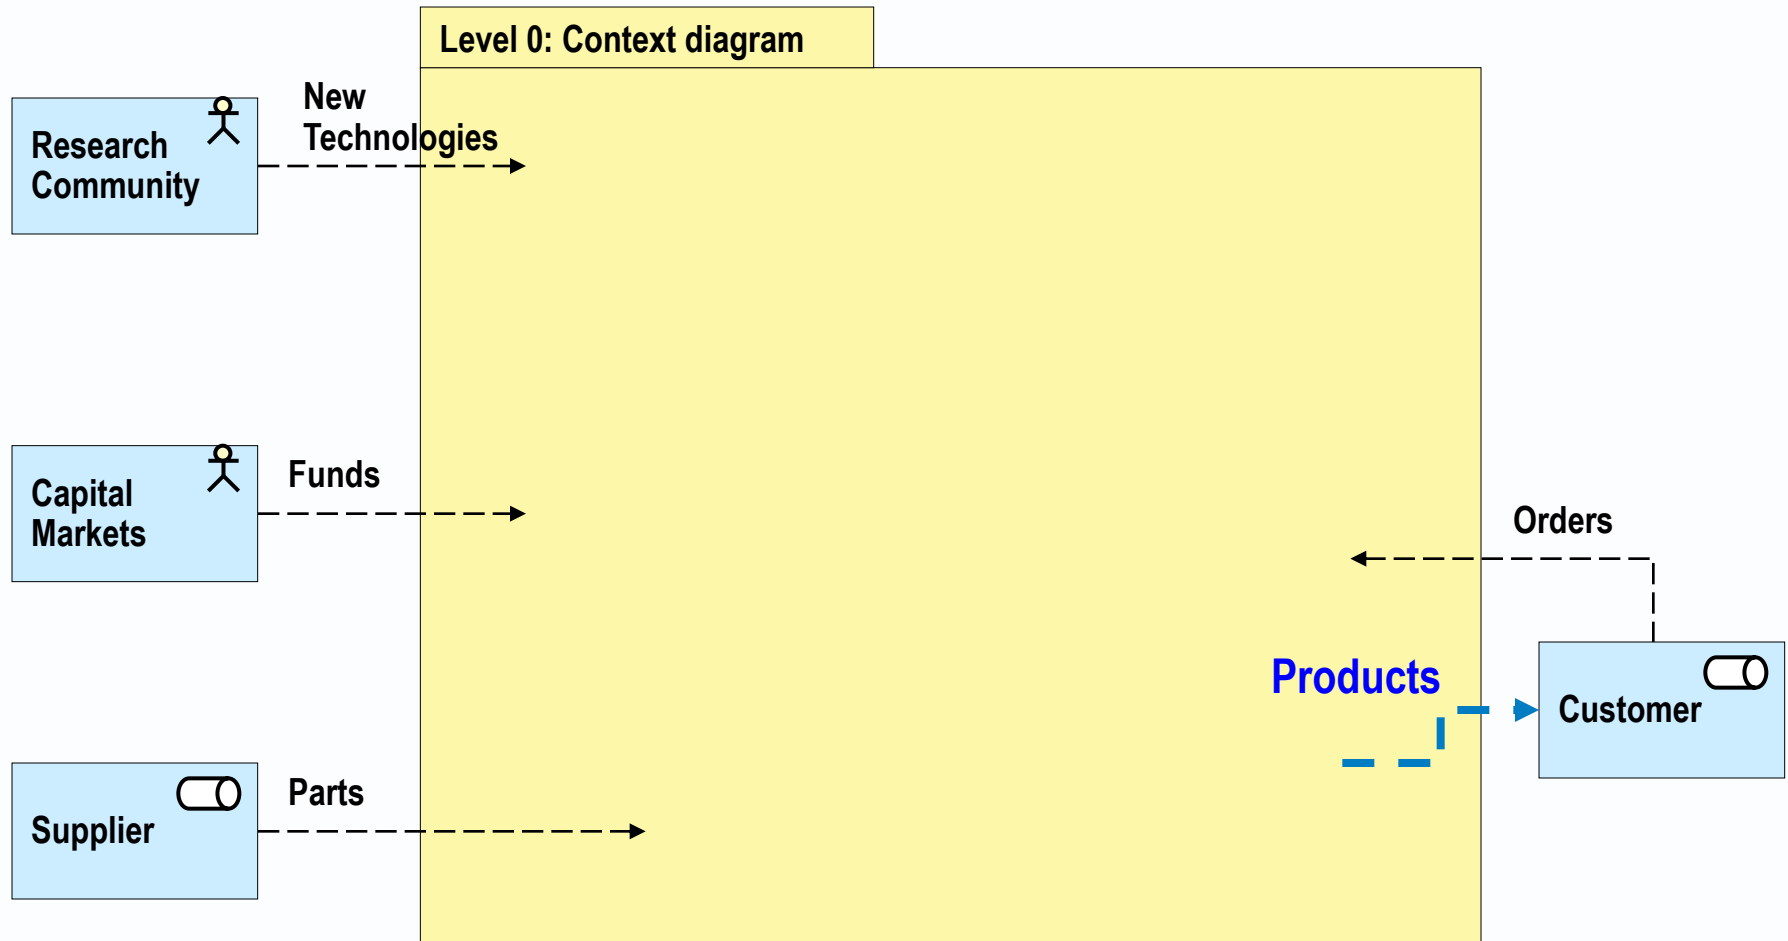 Level 0: Context diagram
New
Technologies
Research
Community
Funds
Capital
Markets
Orders
Products
Customer
Parts
Supplier